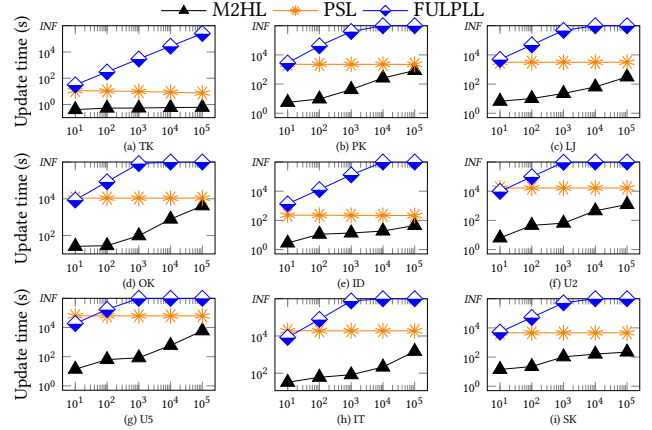 M2HL PSL FULPLL
Update time (s)
INF
10^4
10^2
10^0
10^1 10^2 10^3 10^4 10^5
(a) TK
INF
10^4
10^2
10^0
10^1 10^2 10^3 10^4 10^5
(b) PK
INF
10^4
10^2
10^0
10^1 10^2 10^3 10^4 10^5
(c) LJ
Update time (s)
INF
10^4
10^2
10^1 10^2 10^3 10^4 10^5
(d) OK
INF
10^4
10^2
10^0
10^1 10^2 10^3 10^4 10^5
(e) ID
INF
10^4
10^2
10^0
10^1 10^2 10^3 10^4 10^5
(f) U2
Update time (s)
INF
10^4
10^2
10^0
10^1 10^2 10^3 10^4 10^5
(g) U5
INF
10^4
10^2
10^1 10^2 10^3 10^4 10^5
(h) IT
INF
10^4
10^2
10^0
10^1 10^2 10^3 10^4 10^5
(i) SK